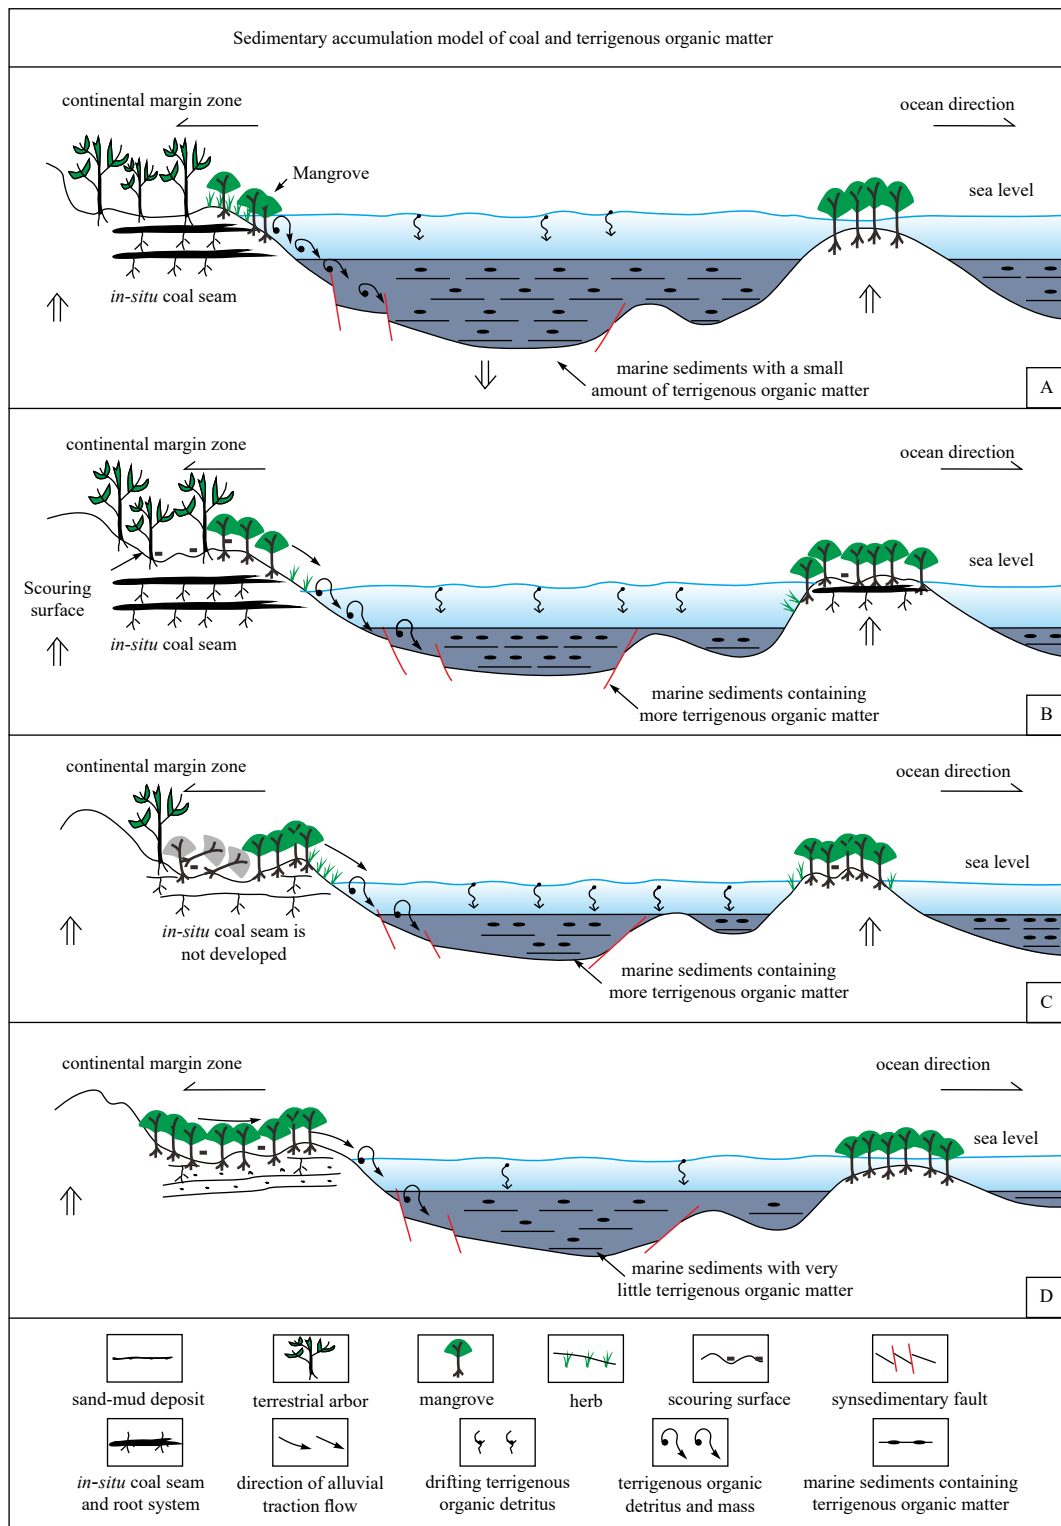 Sedimentary accumulation model of coal and terrigenous organic matter
continental margin zone
ocean direction
Mangrove
sea level
in-situ coal seam
marine sediments with a small
amount of terrigenous organic matter
A
continental margin zone
ocean direction
sea level
Scouring
surface
in-situ coal seam
marine sediments containing
more terrigenous organic matter
B
continental margin zone
ocean direction
sea level
in-situ coal seam is
not developed
marine sediments containing
more terrigenous organic matter
C
continental margin zone
ocean direction
sea level
marine sediments with very
little terrigenous organic matter
D
sand-mud deposit
terrestrial arbor
mangrove
herb
scouring surface
synsedimentary fault
in-situ coal seam
and root system
direction of alluvial
traction flow
drifting terrigenous
organic detritus
terrigenous organic
detritus and mass
marine sediments containing
terrigenous organic matter